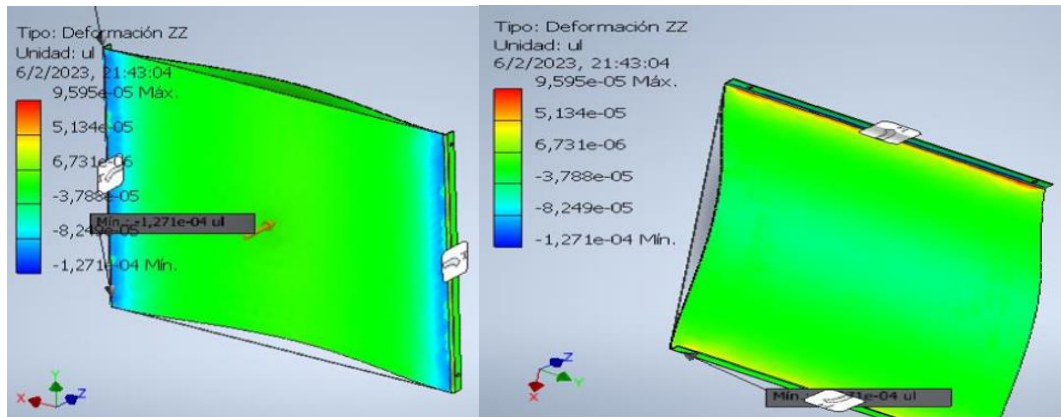 Tipo: Deformación ZZ
Unidad: ul
6/2/2023, 21:43:04
9,595e-05 Máx.
5,134e-05
6,731e-06
-3,788e-05
Mín.: -1,271e-04 ul
-8,249e-05
-1,271e-04 Mín.
X
Y
Z
Tipo: Deformación ZZ
Unidad: ul
6/2/2023, 21:43:04
9,595e-05 Máx.
5,134e-05
6,731e-06
-3,788e-05
-8,249e-05
-1,271e-04 Mín.
Z
Y
X